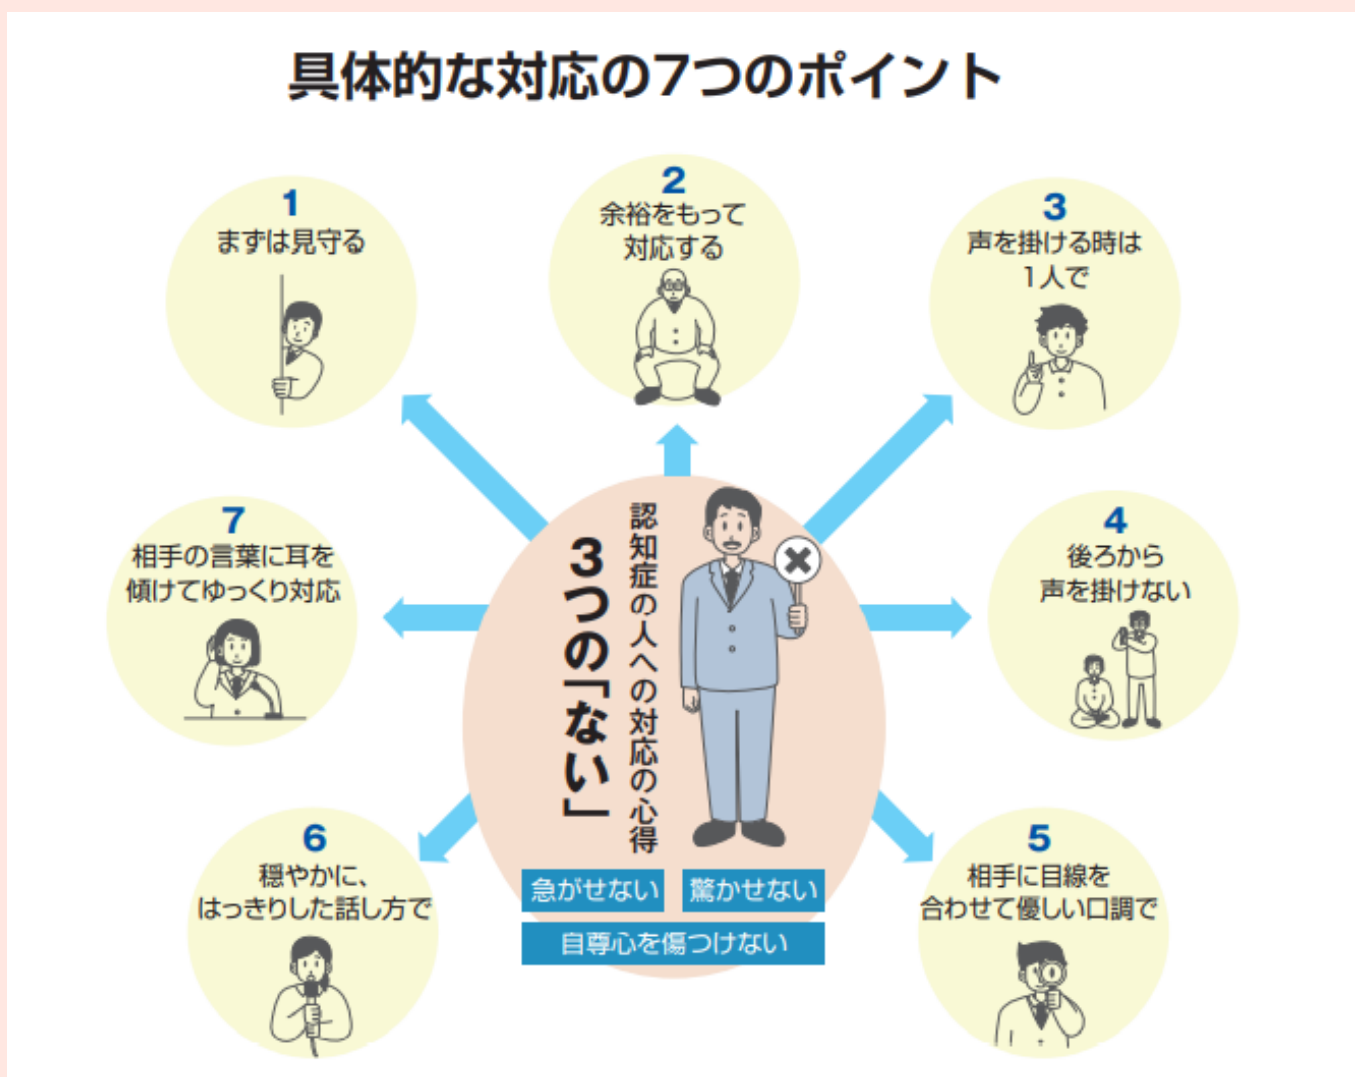 具体的な対応の7つのポイント
1
まずは見守る
2
余裕をもって
対応する
3
声を掛ける時は
1人で
4
後ろから
声を掛けない
5
相手に目線を
合わせて優しい口調で
6
穏やかに、
はっきりした話し方で
7
相手の言葉に耳を
傾けてゆっくり対応
認知症の人への対応の心得
3つの「ない」
急がせない
驚かせない
自尊心を傷つけない